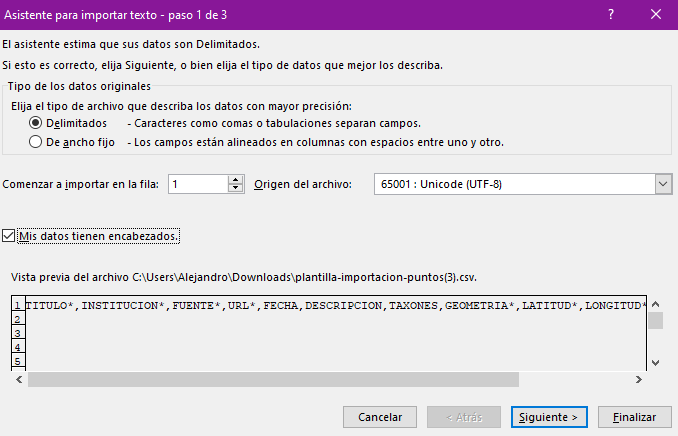 Asistente para importar texto - paso 1 de 3 ? ×
El asistente estima que sus datos son Delimitados.
Si esto es correcto, elija Siguiente, o bien elija el tipo de datos que mejor los describa.
Tipo de los datos originales
Elija el tipo de archivo que describa los datos con mayor precisión:
Delimitados - Caracteres como comas o tabulaciones separan campos.
De ancho fijo - Los campos están alineados en columnas con espacios entre uno y otro.
Comenzar a importar en la fila: 1 Origen del archivo: 65001 : Unicode (UTF-8)
Mis datos tienen encabezados.
Vista previa del archivo C:\Users\Alejandro\Downloads\plantilla-importacion-puntos(3).csv.
1 TITULO*,INSTITUCION*,FUENTE*,URL*,FECHA,DESCRIPCION,TAXONES,GEOMETRIA*,LATITUD*,LONGITUD*
2
3
4
5
Cancelar < Atrás Siguiente > Finalizar